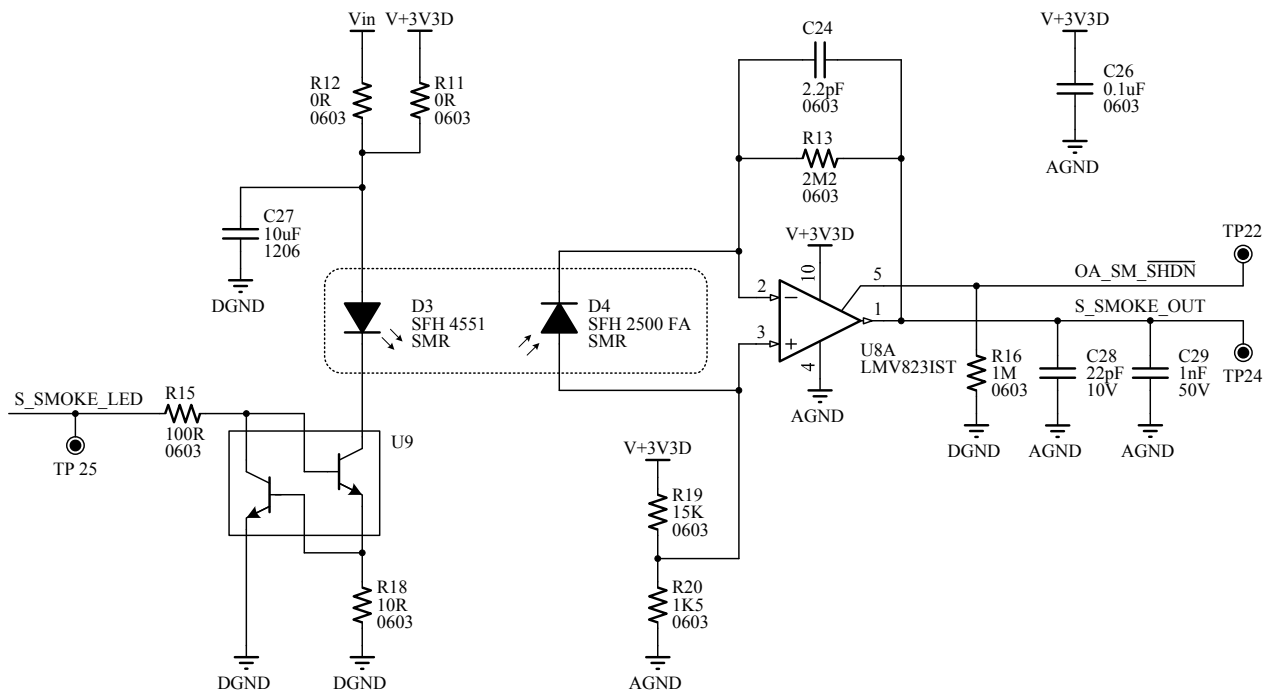 Vin
V+3V3D
R12
0R
0603
R11
0R
0603
C27
10uF
1206
DGND
D3
SFH 4551
SMR
D4
SFH 2500 FA
SMR
S_SMOKE_LED
TP 25
R15
100R
0603
U9
R18
10R
0603
DGND
DGND
C24
2.2pF
0603
R13
2M2
0603
V+3V3D
10
2
3
5
1
4
U8A
LMV823IST
AGND
V+3V3D
R19
15K
0603
R20
1K5
0603
AGND
V+3V3D
C26
0.1uF
0603
AGND
TP22
OA_SM_SHDN
S_SMOKE_OUT
TP24
R16
1M
0603
DGND
C28
22pF
10V
AGND
C29
1nF
50V
AGND